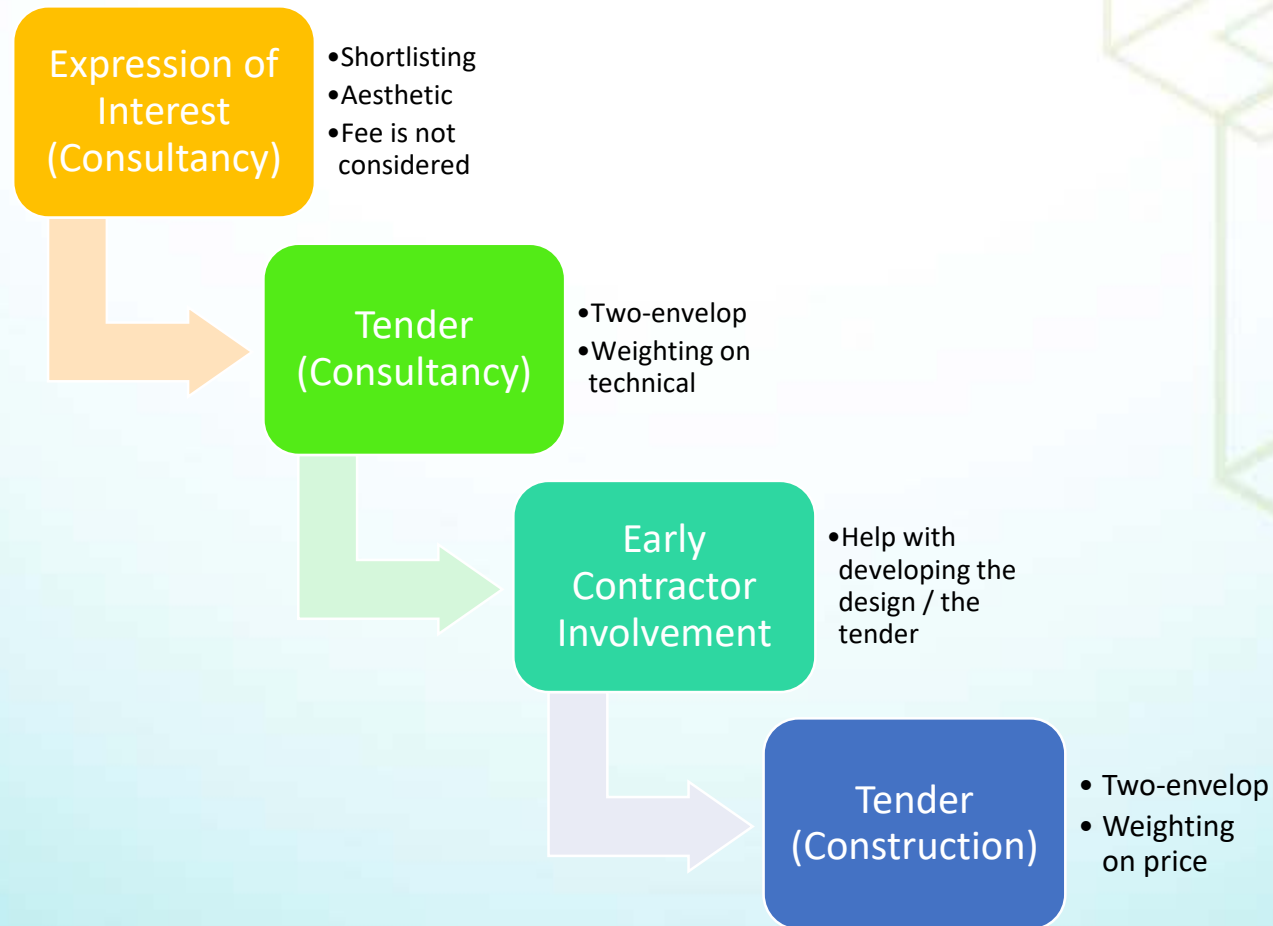 Expression of
Interest
(Consultancy)
•Shortlisting
•Aesthetic
•Fee is not
considered
Tender
(Consultancy)
•Two-envelop
•Weighting on
technical
Early
Contractor
Involvement
•Help with
developing the
design / the
tender
Tender
(Construction)
• Two-envelop
• Weighting
on price